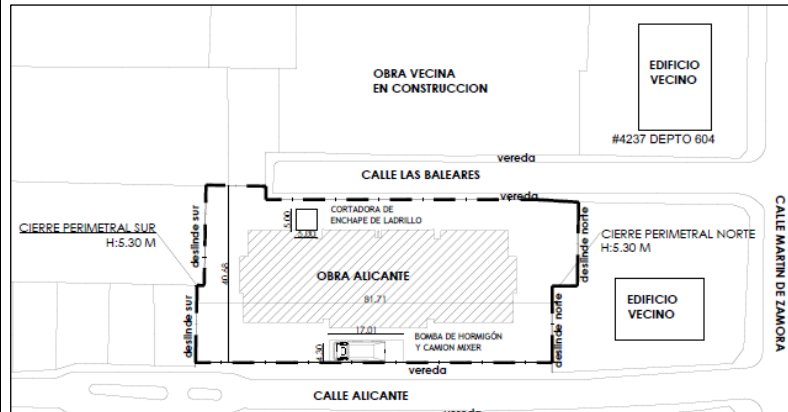 OBRA VECINA
EN CONSTRUCCION
EDIFICIO
VECINO
#4237 DEPTO 604
vereda
CALLE LAS BALEARES
vereda
CALLE MARTIN DE ZAMORA
CIERRE PERIMETRAL SUR
H:5.30 M
deslinde sur
5.00
5.00
CORTADORA DE
ENCHAPE DE LADRILLO
deslinde norte
CIERRE PERIMETRAL NORTE
H:5.30 M
OBRA ALICANTE
40.68
81.71
EDIFICIO
VECINO
deslinde sur
17.01
4.30
BOMBA DE HORMIGÓN
Y CAMION MIXER
deslinde norte
vereda
CALLE ALICANTE
vereda